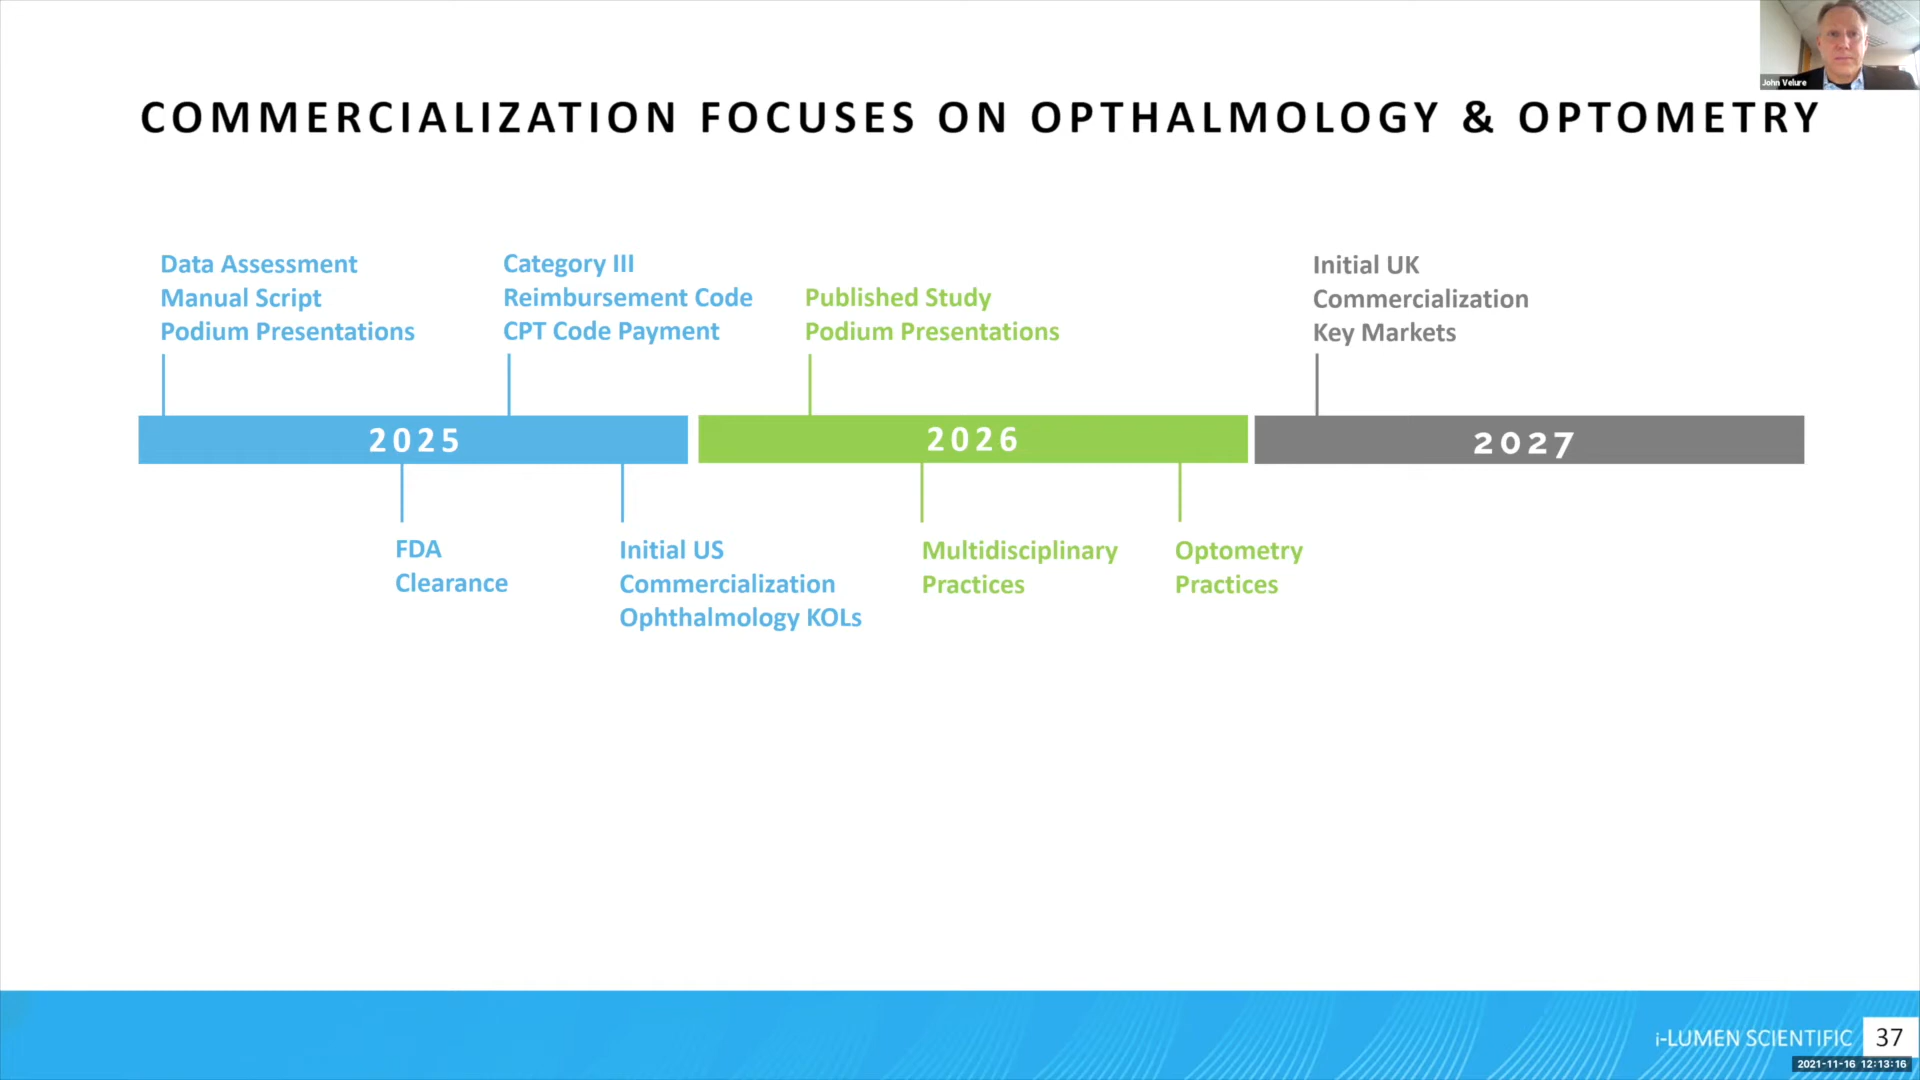 John Velure
COMMERCIALIZATION FOCUSES ON OPTHALMOLOGY & OPTOMETRY
Data Assessment
Manual Script
Podium Presentations
Category III
Reimbursement Code
CPT Code Payment
Published Study
Podium Presentations
Initial UK
Commercialization
Key Markets
2025
2026
2027
FDA
Clearance
Initial US
Commercialization
Ophthalmology KOLs
Multidisciplinary
Practices
Optometry
Practices
i-LUMEN SCIENTIFIC
37
2021-11-16 12:13:16